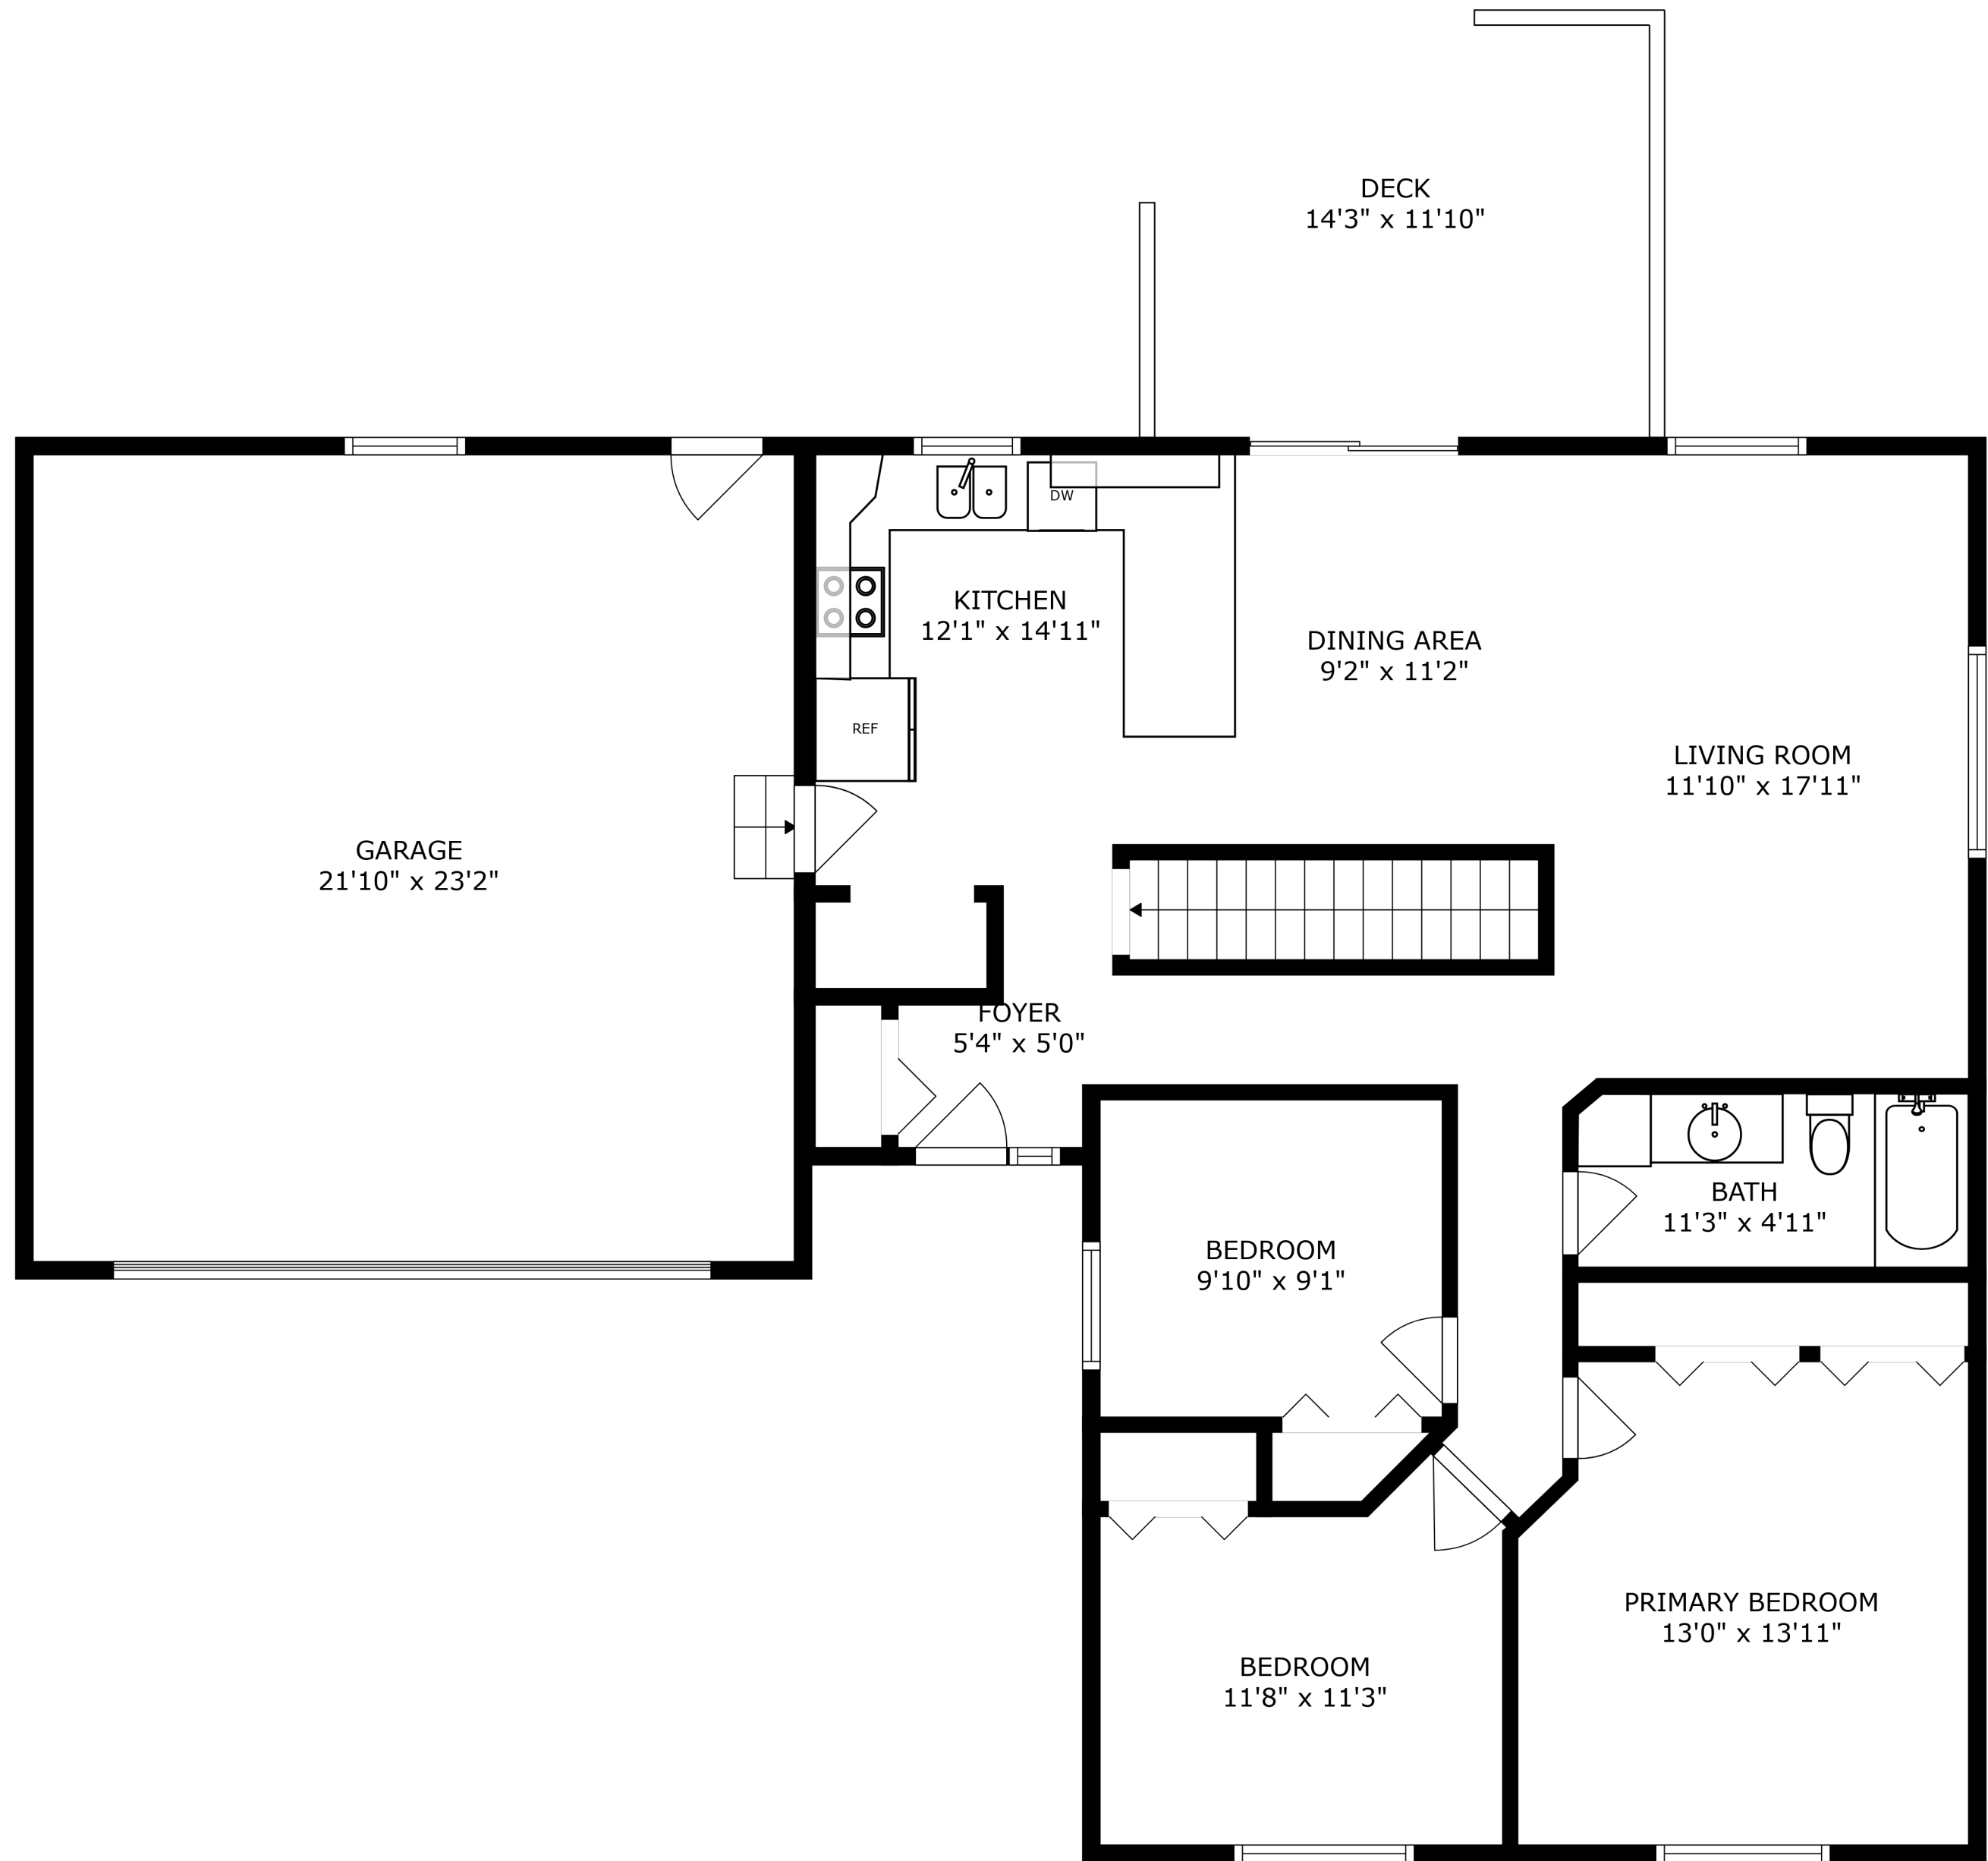 DECK
14'3" x 11'10"
DW
KITCHEN
12'1" x 14'11"
DINING AREA
9'2" x 11'2"
REF
LIVING ROOM
11'10" x 17'11"
GARAGE
21'10" x 23'2"
FOYER
5'4" x 5'0"
BATH
11'3" x 4'11"
BEDROOM
9'10" x 9'1"
PRIMARY BEDROOM
13'0" x 13'11"
BEDROOM
11'8" x 11'3"